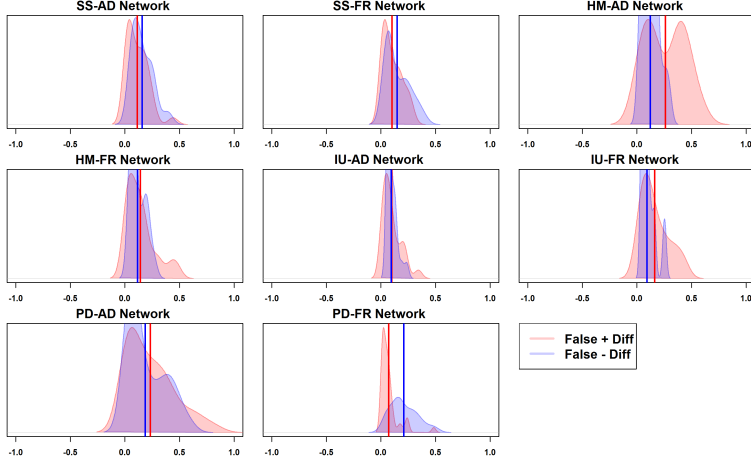 SS-AD Network
SS-FR Network
HM-AD Network
-1.0 -0.5 0.0 0.5 1.0
-1.0 -0.5 0.0 0.5 1.0
-1.0 -0.5 0.0 0.5 1.0
HM-FR Network
IU-AD Network
IU-FR Network
-1.0 -0.5 0.0 0.5 1.0
-1.0 -0.5 0.0 0.5 1.0
-1.0 -0.5 0.0 0.5 1.0
PD-AD Network
PD-FR Network
False + Diff
False - Diff
-1.0 -0.5 0.0 0.5 1.0
-1.0 -0.5 0.0 0.5 1.0